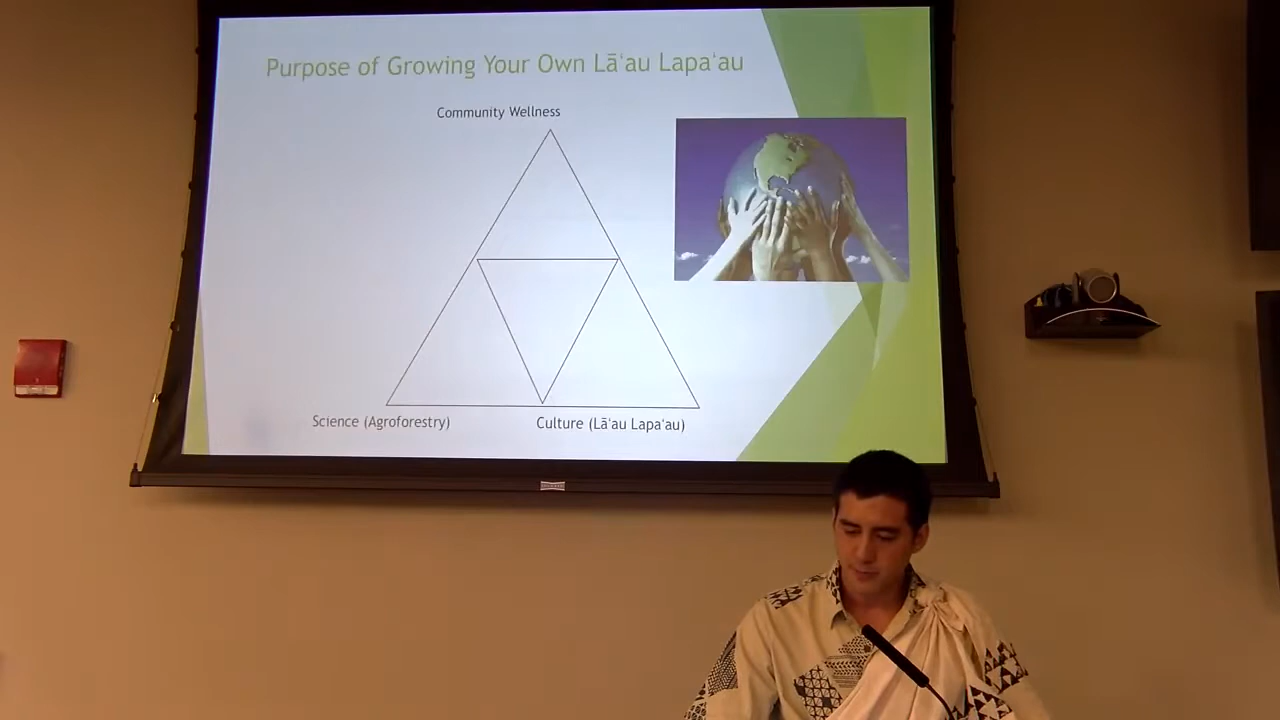 Purpose of Growing Your Own Lāʻau Lapaʻau
Community Wellness
Science (Agroforestry)
Culture (Lāʻau Lapaʻau)